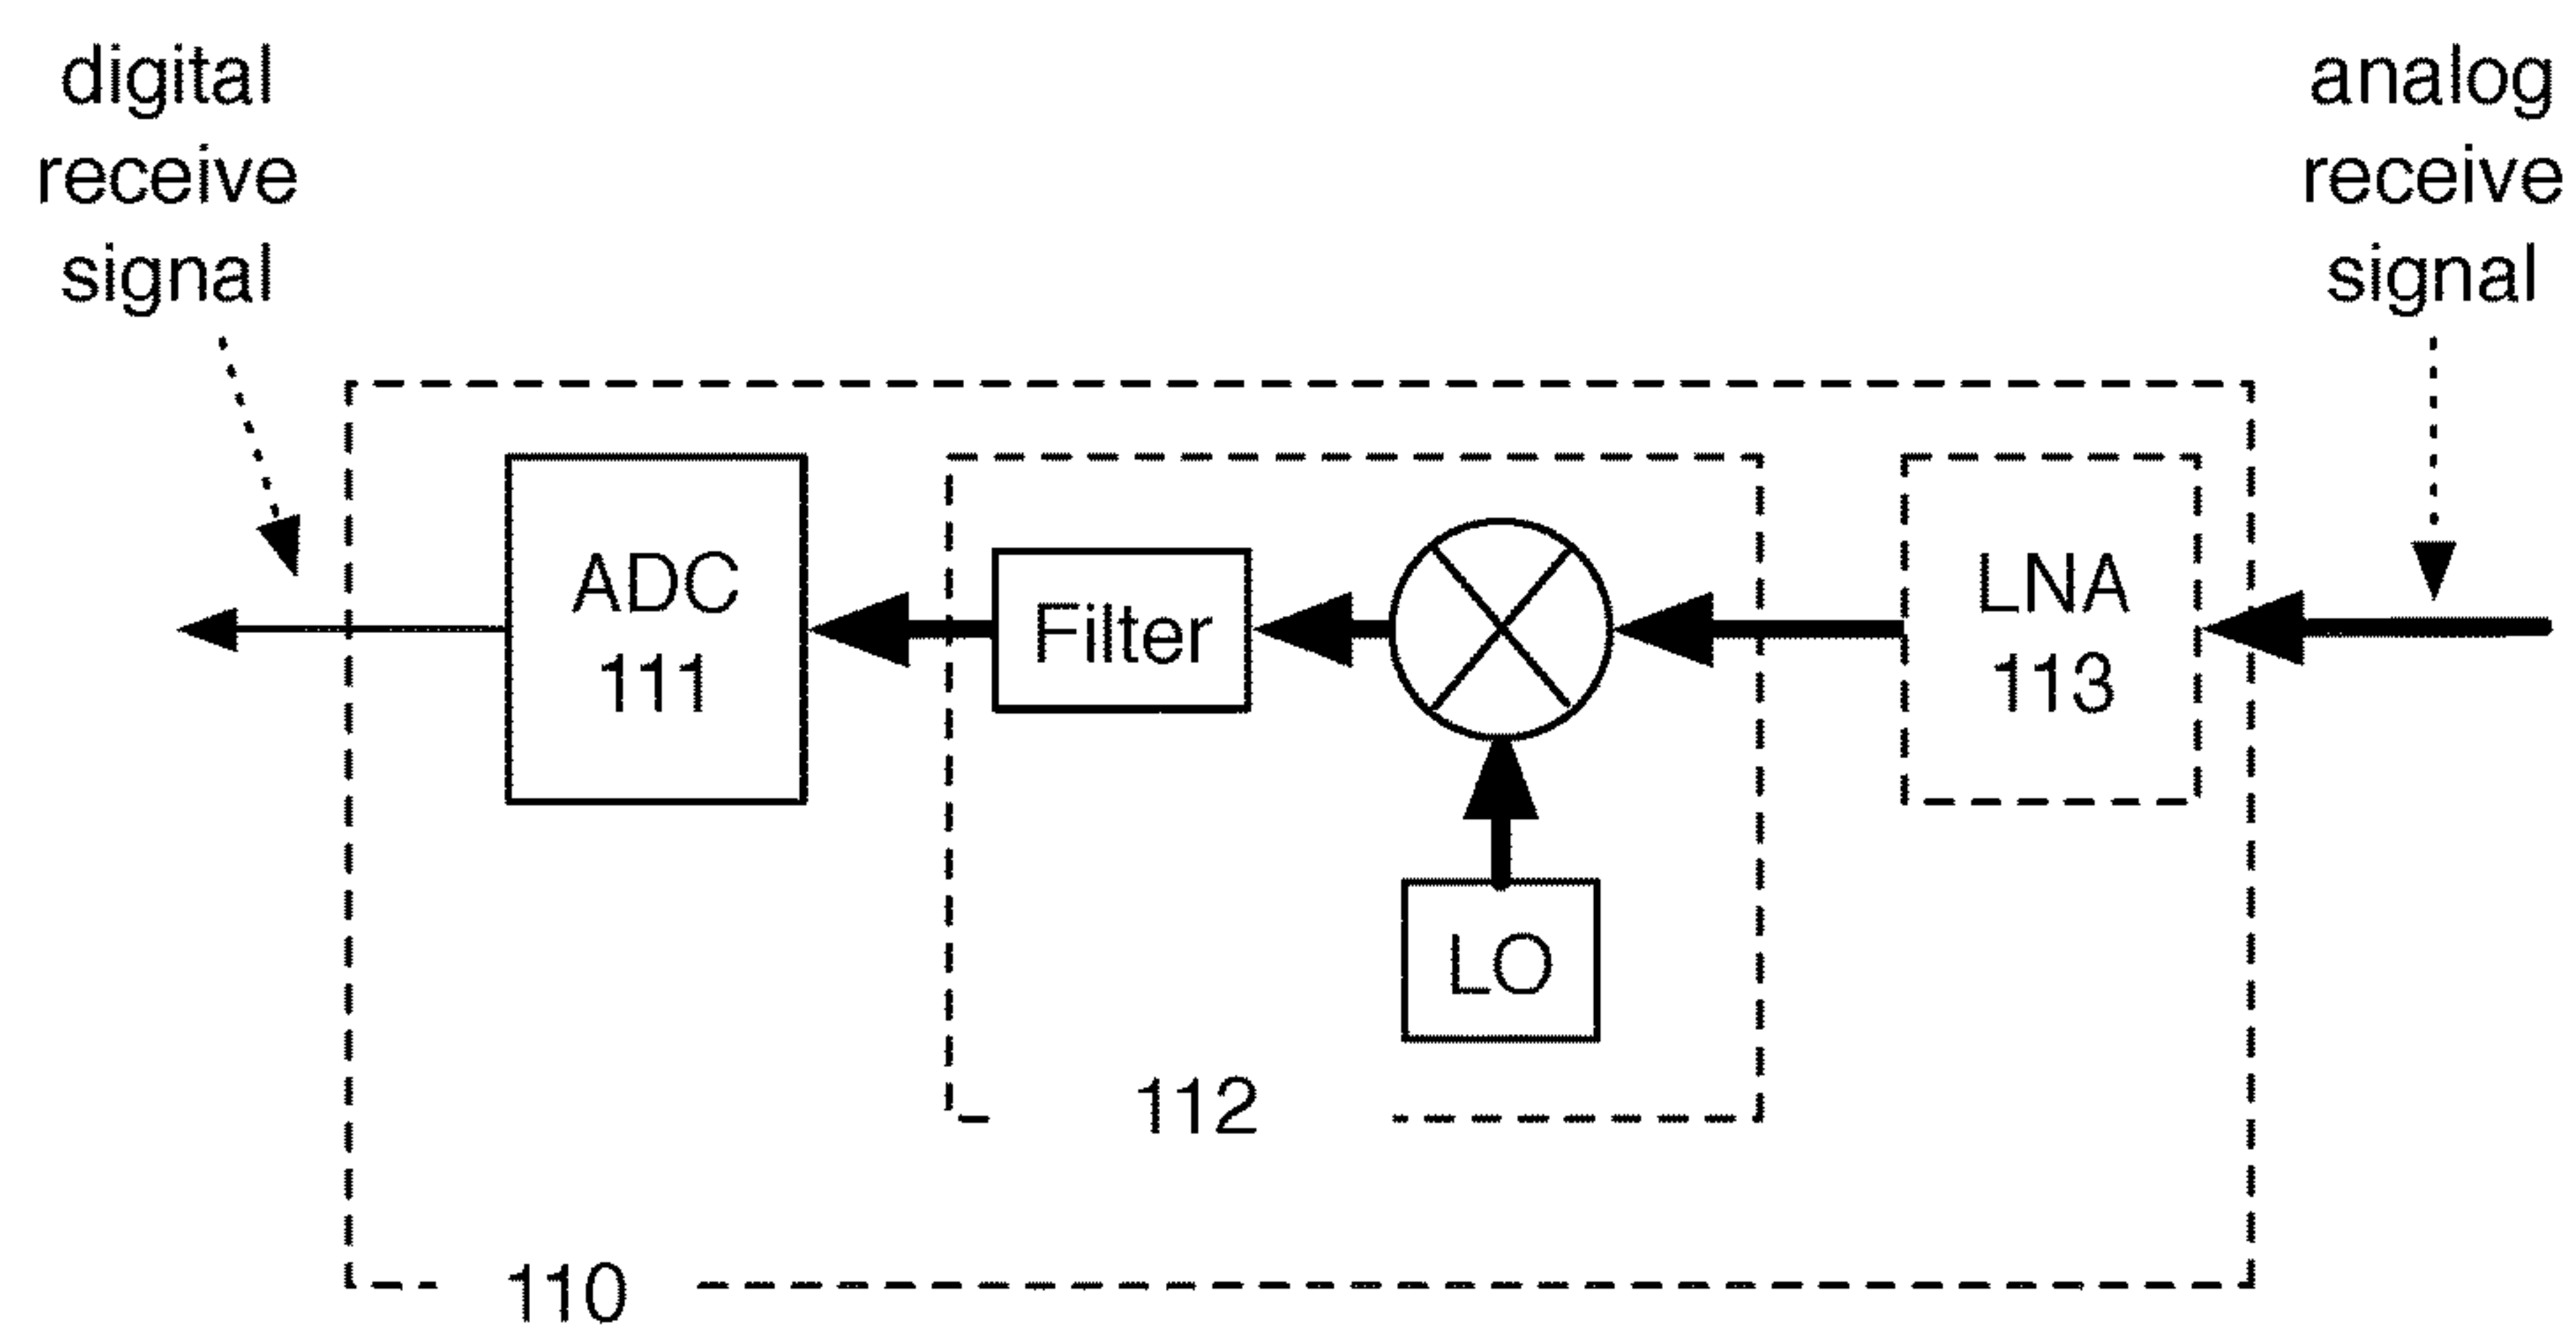 digital
receive
signal
analog
receive
signal
ADC
111
Filter
LNA
113
LO
112
110